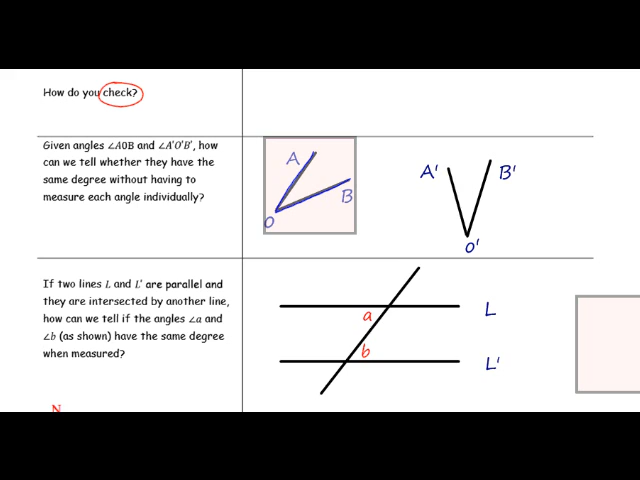 How do you check?
Given angles ∠AOB and ∠A'O'B', how
can we tell whether they have the
same degree without having to
measure each angle individually?
A
B
O
A'
B'
O'
If two lines L and L' are parallel and
they are intersected by another line,
how can we tell if the angles ∠a and
∠b (as shown) have the same degree
when measured?
a
L
b
L'
N